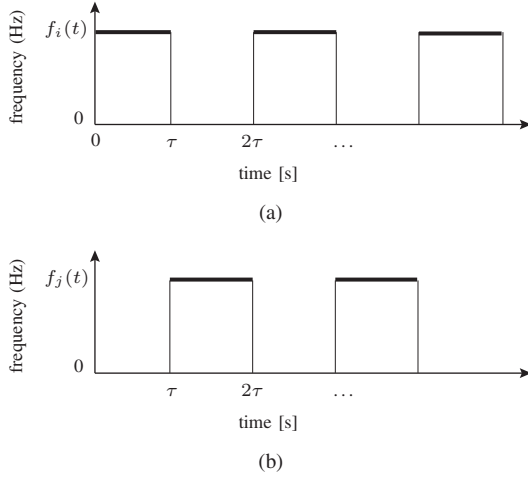 frequency (Hz)
f_i(t)
0
0 τ 2τ ...
time [s]
(a)
frequency (Hz)
f_j(t)
0
τ 2τ ...
time [s]
(b)